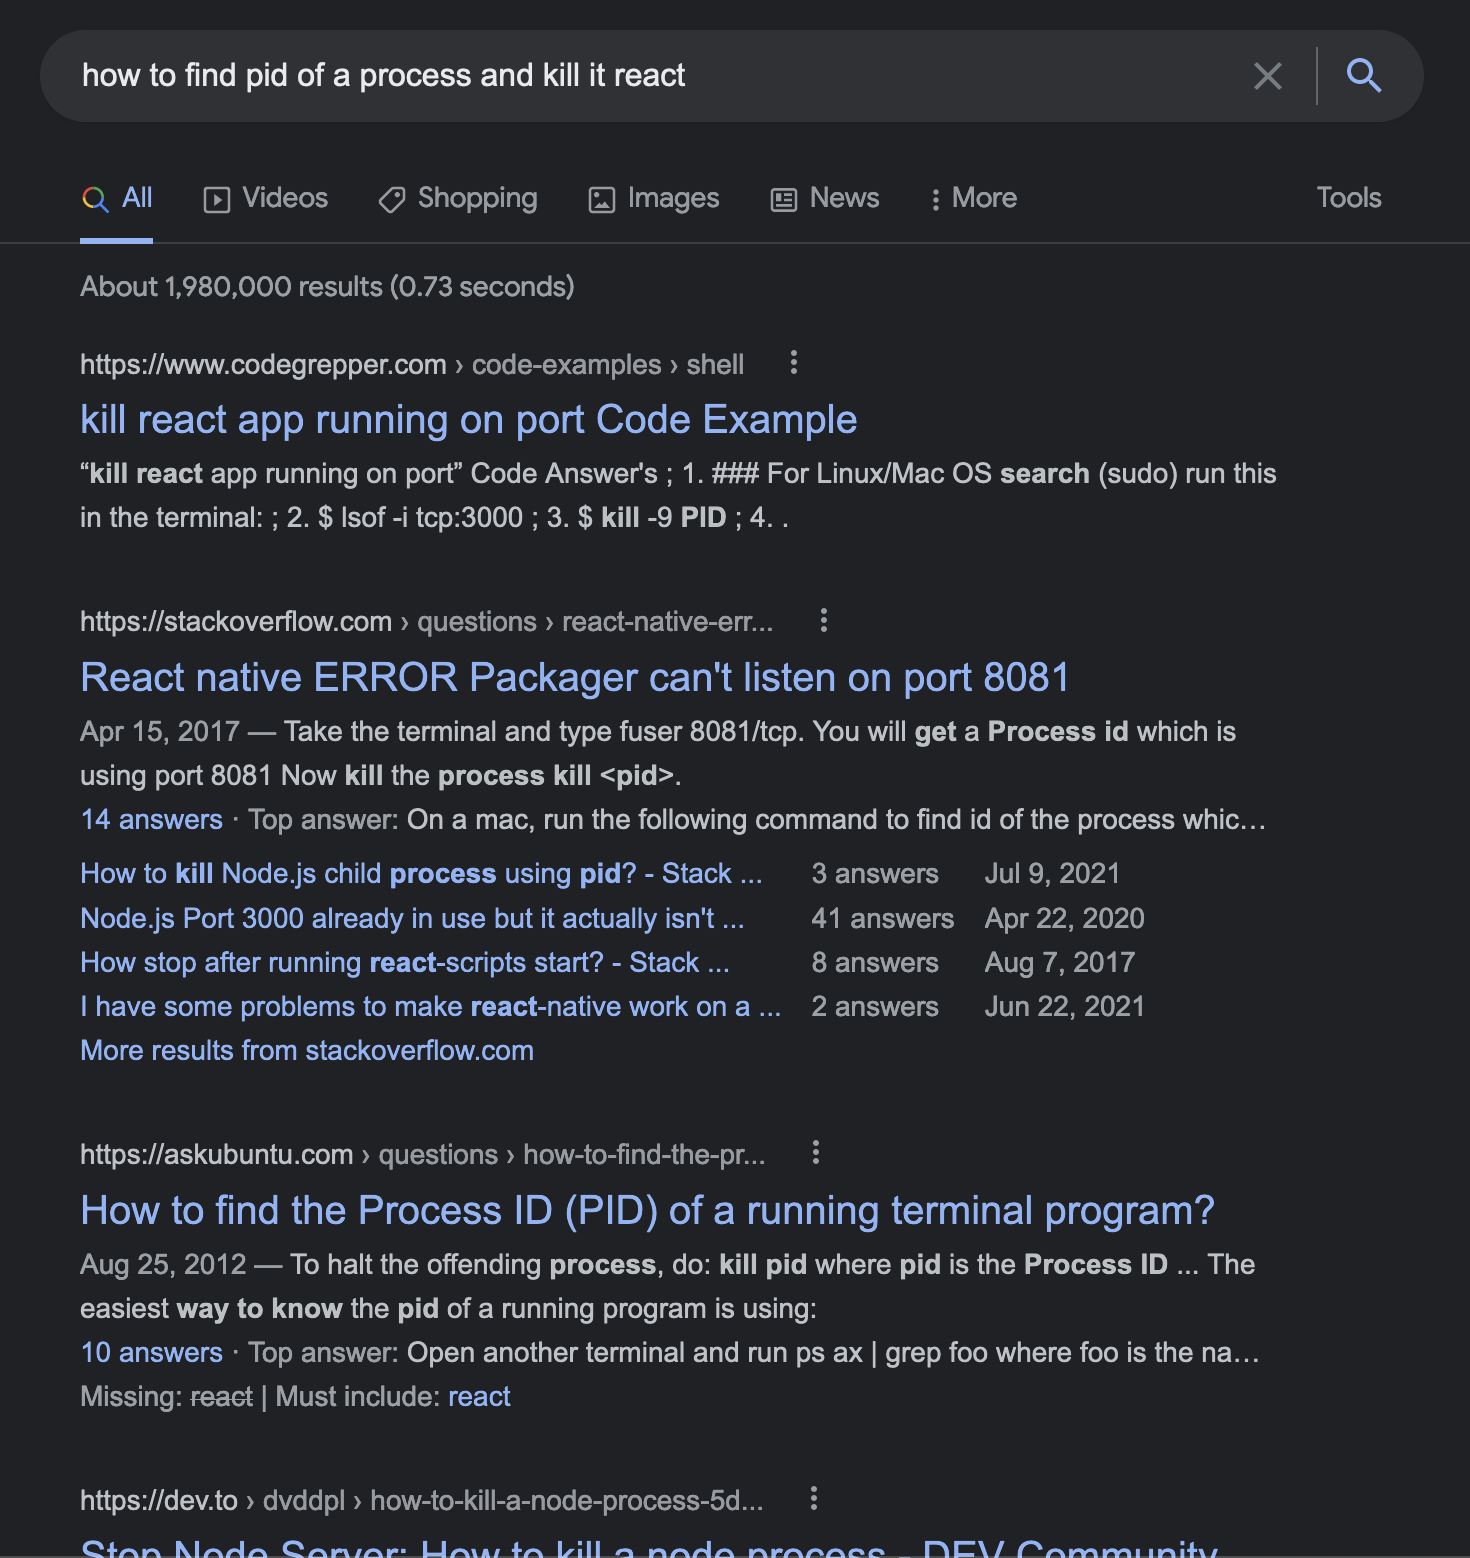 how to find pid of a process and kill it react
All Videos Shopping Images News More Tools
About 1,980,000 results (0.73 seconds)
https://www.codegrepper.com › code-examples › shell
kill react app running on port Code Example
“kill react app running on port” Code Answer's ; 1. ### For Linux/Mac OS search (sudo) run this
in the terminal: ; 2. $ lsof -i tcp:3000 ; 3. $ kill -9 PID ; 4. .
https://stackoverflow.com › questions › react-native-err...
React native ERROR Packager can't listen on port 8081
Apr 15, 2017 — Take the terminal and type fuser 8081/tcp. You will get a Process id which is
using port 8081 Now kill the process kill <pid>.
14 answers · Top answer: On a mac, run the following command to find id of the process whic...
How to kill Node.js child process using pid? - Stack ... 3 answers Jul 9, 2021
Node.js Port 3000 already in use but it actually isn't ... 41 answers Apr 22, 2020
How stop after running react-scripts start? - Stack ... 8 answers Aug 7, 2017
I have some problems to make react-native work on a ... 2 answers Jun 22, 2021
More results from stackoverflow.com
https://askubuntu.com › questions › how-to-find-the-pr...
How to find the Process ID (PID) of a running terminal program?
Aug 25, 2012 — To halt the offending process, do: kill pid where pid is the Process ID ... The
easiest way to know the pid of a running program is using:
10 answers · Top answer: Open another terminal and run ps ax | grep foo where foo is the na...
Missing: react | Must include: react
https://dev.to › dvddpl › how-to-kill-a-node-process-5d...
Stop Node Server: How to kill a node process - DEV Community